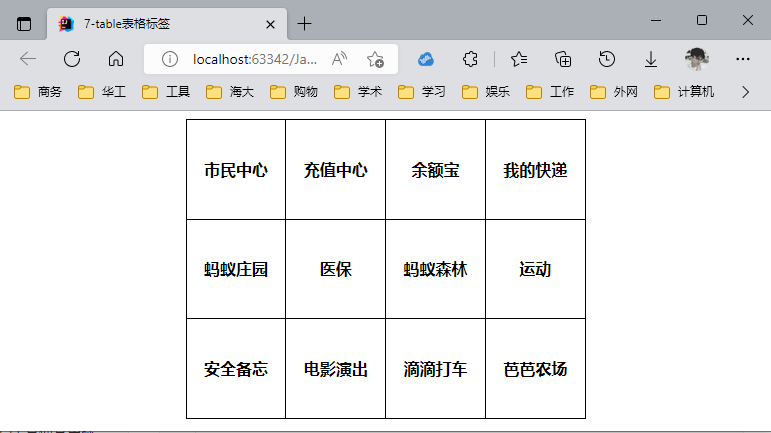 7-table表格标签
localhost:63342/Ja...
商务 华工 工具 海大 购物 学术 学习 娱乐 工作 外网 计算机
市民中心 充值中心 余额宝 我的快递
蚂蚁庄园 医保 蚂蚁森林 运动
安全备忘 电影演出 滴滴打车 芭芭农场